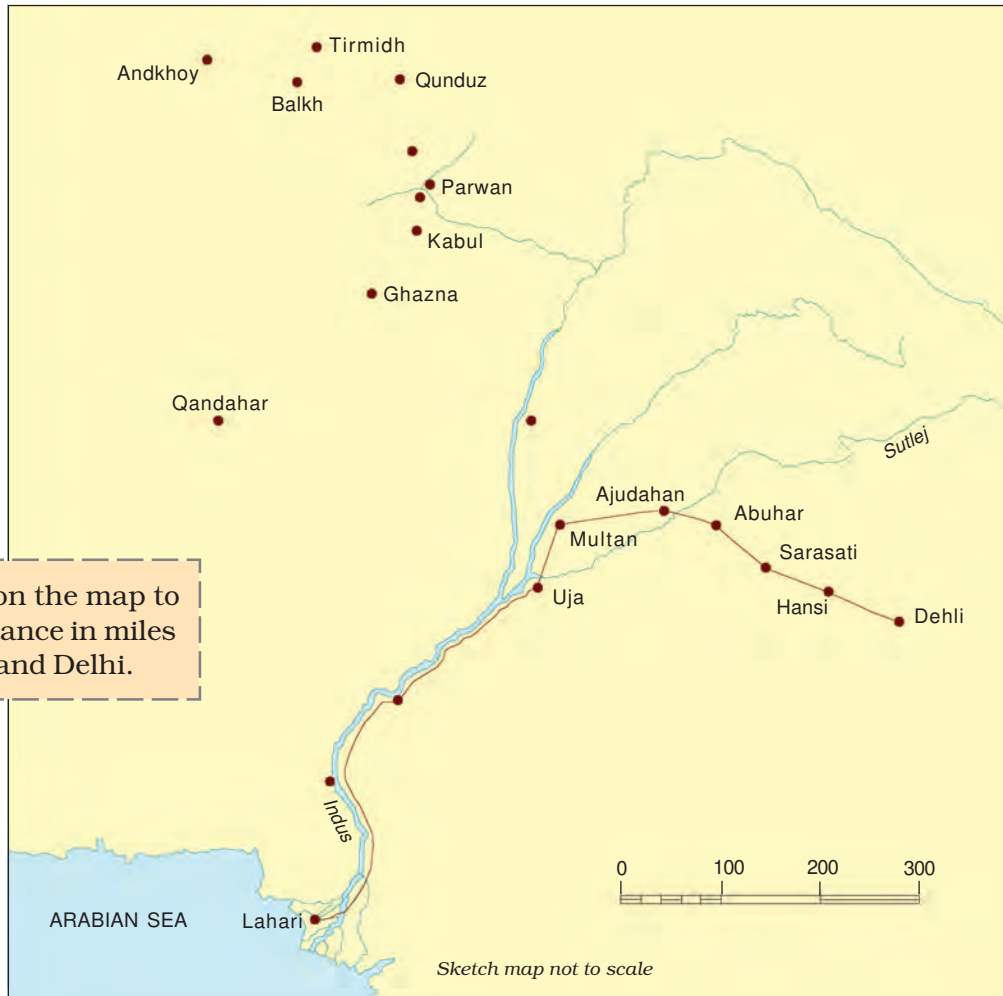 Tirmidh
Andkhoy
Balkh
Qunduz
Parwan
Kabul
Ghazna
Qandahar
Sutlej
Ajudahan
Abuhar
Multan
Sarasati
Uja
Hansi
Dehli
on the map to
ance in miles
and Delhi.
Indus
0 100 200 300
ARABIAN SEA
Lahari
Sketch map not to scale